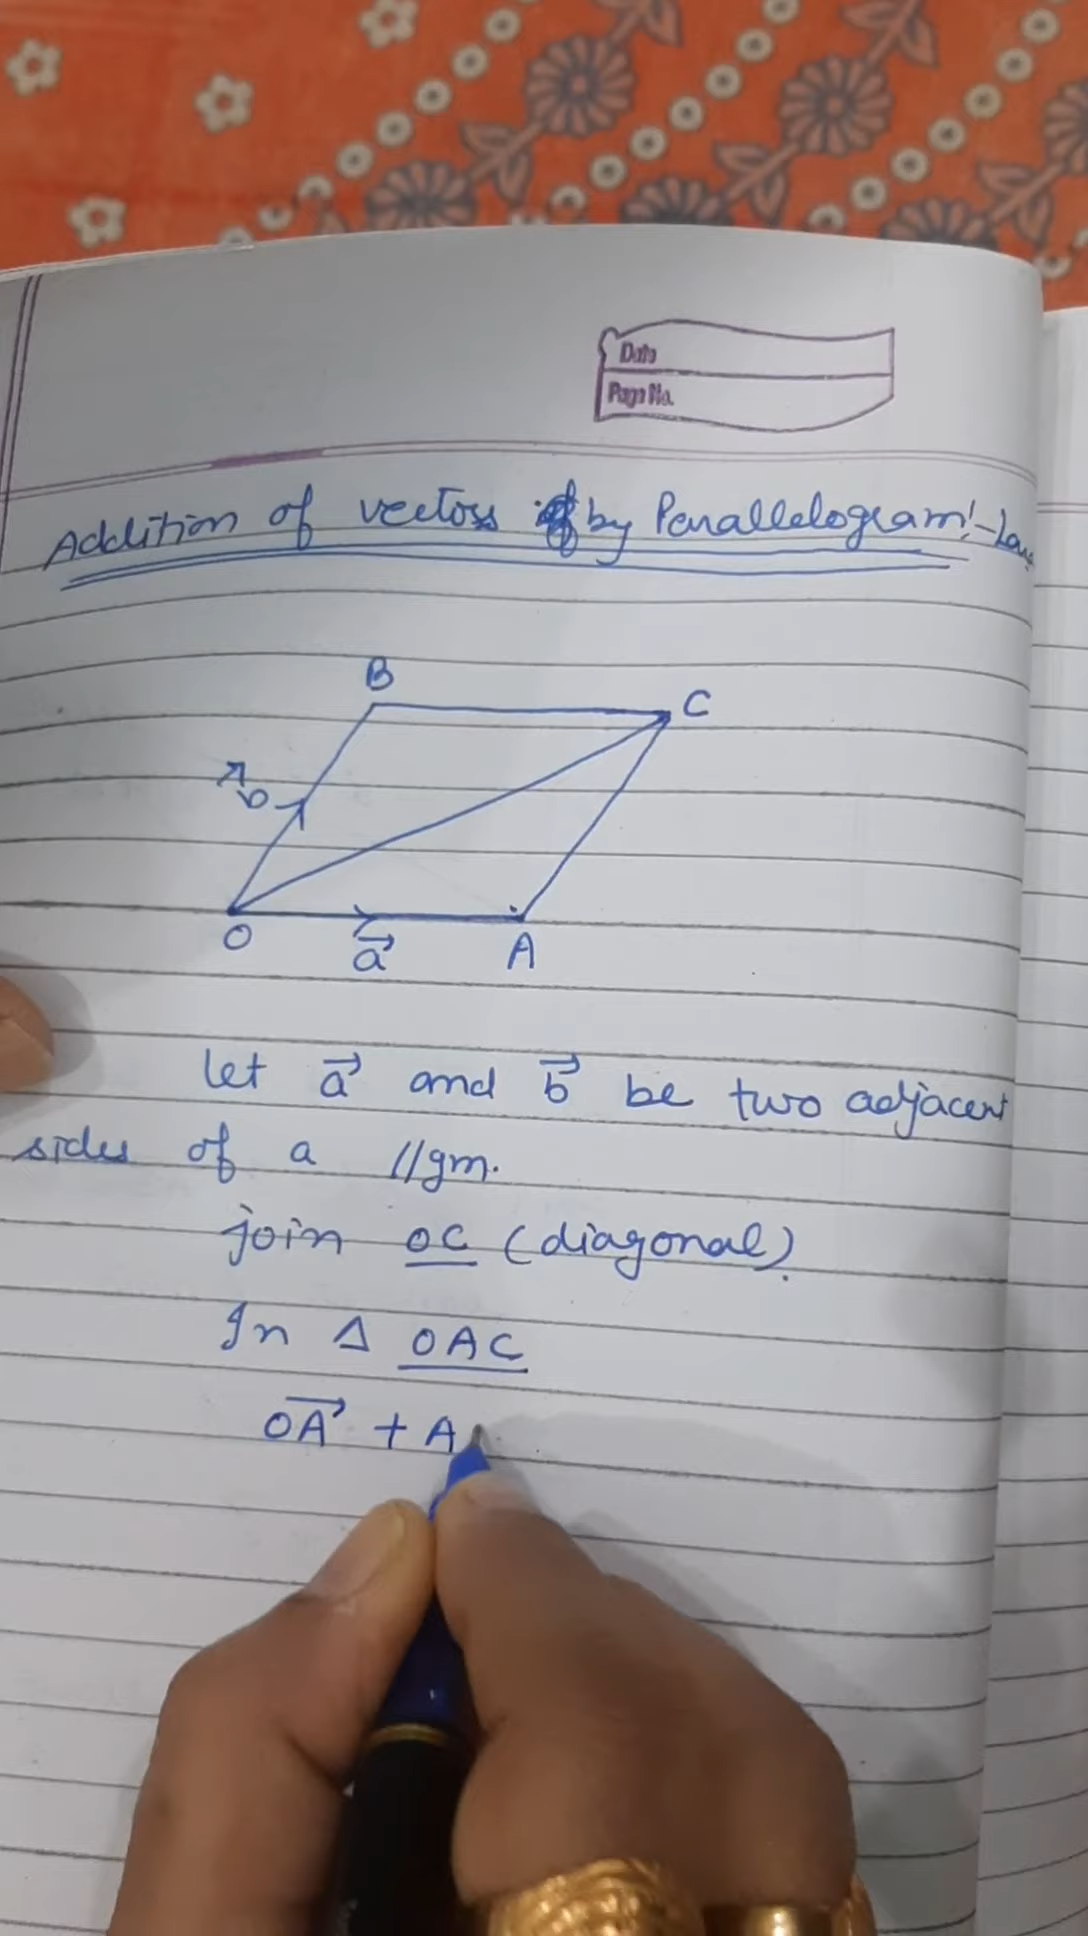 Date
Page No.
Addition of vectors by Parallelogram:-Law
B
C
b
O
A
a
let a and b be two adjacent
sides of a //gm.
join OC (diagonal).
In Δ OAC
OA + A